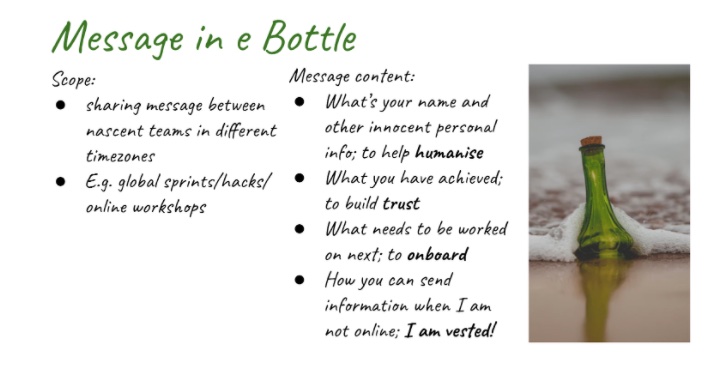 Message in e Bottle
Scope:
● sharing message between
nascent teams in different
timezones
● E.g. global sprints/hacks/
online workshops
Message content:
● What's your name and
other innocent personal
info; to help humanise
● What you have achieved;
to build trust
● What needs to be worked
on next; to onboard
● How you can send
information when I am
not online; I am vested!